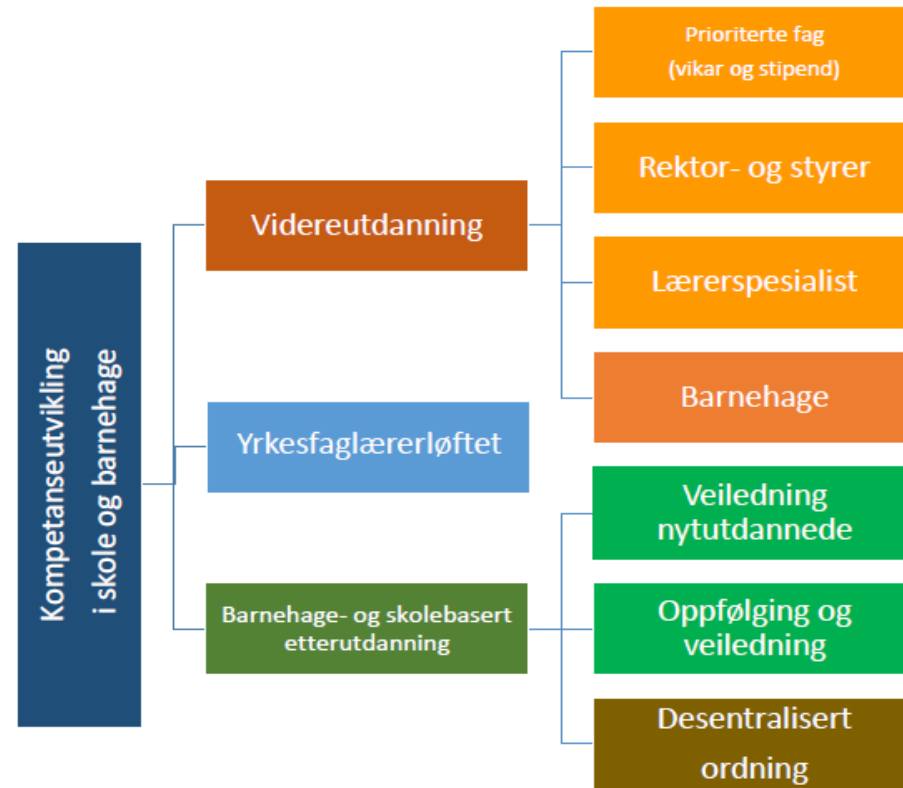 Kompetanseutvikling
i skole og barnehage
Videreutdanning
Prioriterte fag
(vikar og stipend)
Rektor- og styrer
Lærerspesialist
Barnehage
Yrkesfaglærerløftet
Barnehage- og skolebasert
etterutdanning
Veiledning
nytutdannede
Oppfølging og
veiledning
Desentralisert
ordning